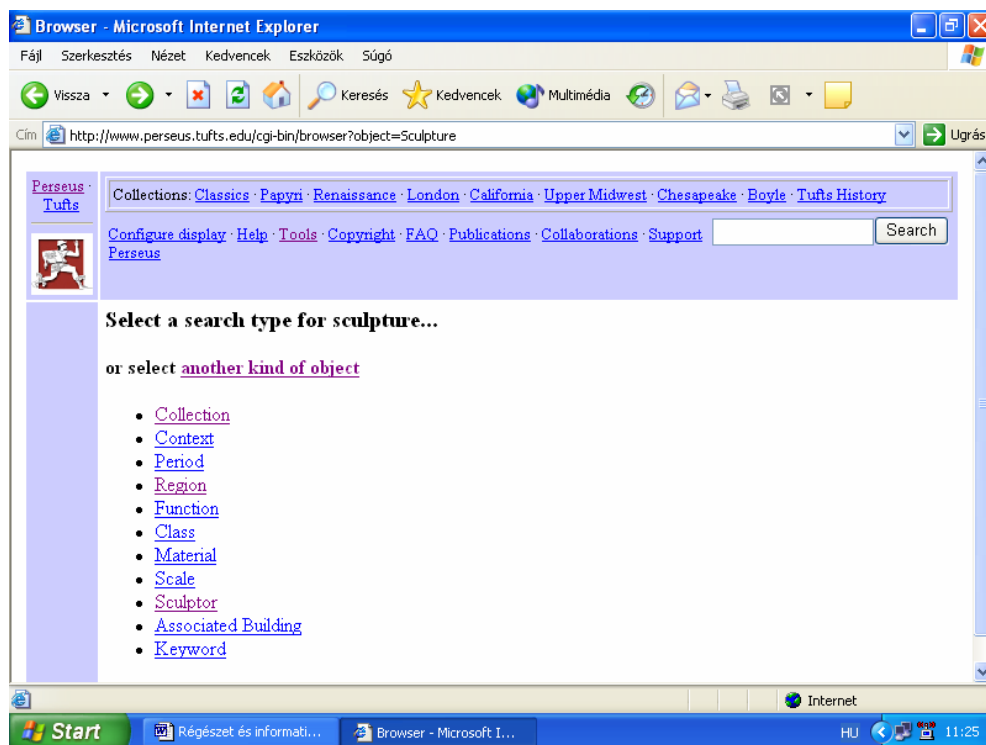 Browser - Microsoft Internet Explorer
Fájl Szerkesztés Nézet Kedvencek Eszközök Súgó
Vissza Keresés Kedvencek Multimédia
Cím http://www.perseus.tufts.edu/cgi-bin/browser?object=Sculpture Ugrás
Perseus ·
Tufts
Collections: Classics · Papyri · Renaissance · London · California · Upper Midwest · Chesapeake · Boyle · Tufts History
Configure display · Help · Tools · Copyright · FAQ · Publications · Collaborations · Support
Perseus
Search
Select a search type for sculpture...
or select another kind of object
• Collection
• Context
• Period
• Region
• Function
• Class
• Material
• Scale
• Sculptor
• Associated Building
• Keyword
Internet
Start Régészet és informati... Browser - Microsoft I... HU 11:25